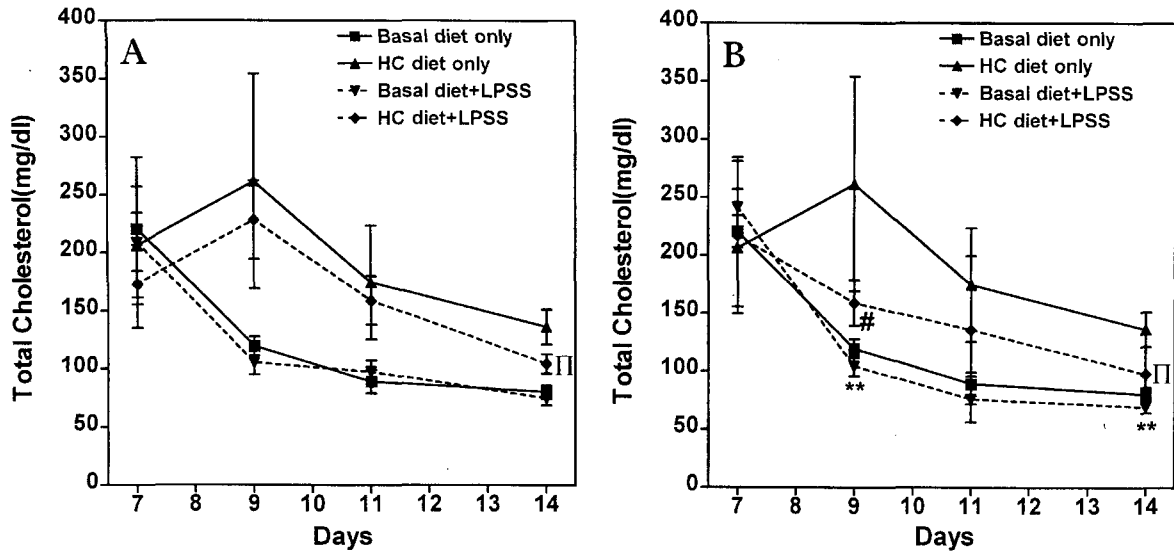 A
Basal diet only
HC diet only
Basal diet+LPSS
HC diet+LPSS
Total Cholesterol(mg/dl)
400
350
300
250
200
150
100
50
0
∏
7 8 9 10 11 12 13 14
Days
B
Basal diet only
HC diet only
Basal diet+LPSS
HC diet+LPSS
Total Cholesterol(mg/dl)
400
350
300
250
200
150
100
50
0
#
**
∏
**
7 8 9 10 11 12 13 14
Days